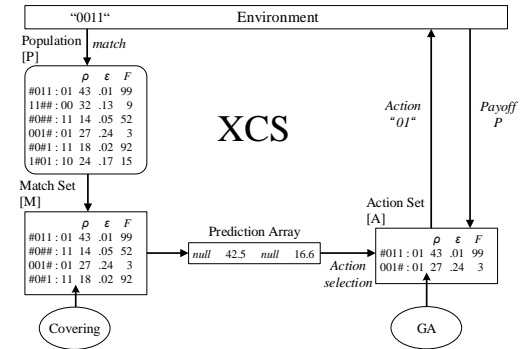 “0011“ Environment
Population
[P]
match
ρ ε F
#011 : 01 43 .01 99
11## : 00 32 .13 9
#0## : 11 14 .05 52
001# : 01 27 .24 3
#0#1 : 11 18 .02 92
1#01 : 10 24 .17 15
XCS
Action
“01“
Payoff
P
Match Set
[M]
ρ ε F
#011 : 01 43 .01 99
#0## : 11 14 .05 52
001# : 01 27 .24 3
#0#1 : 11 18 .02 92
Prediction Array
null 42.5 null 16.6
Action
selection
Action Set
[A]
ρ ε F
#011 : 01 43 .01 99
001# : 01 27 .24 3
Covering
GA